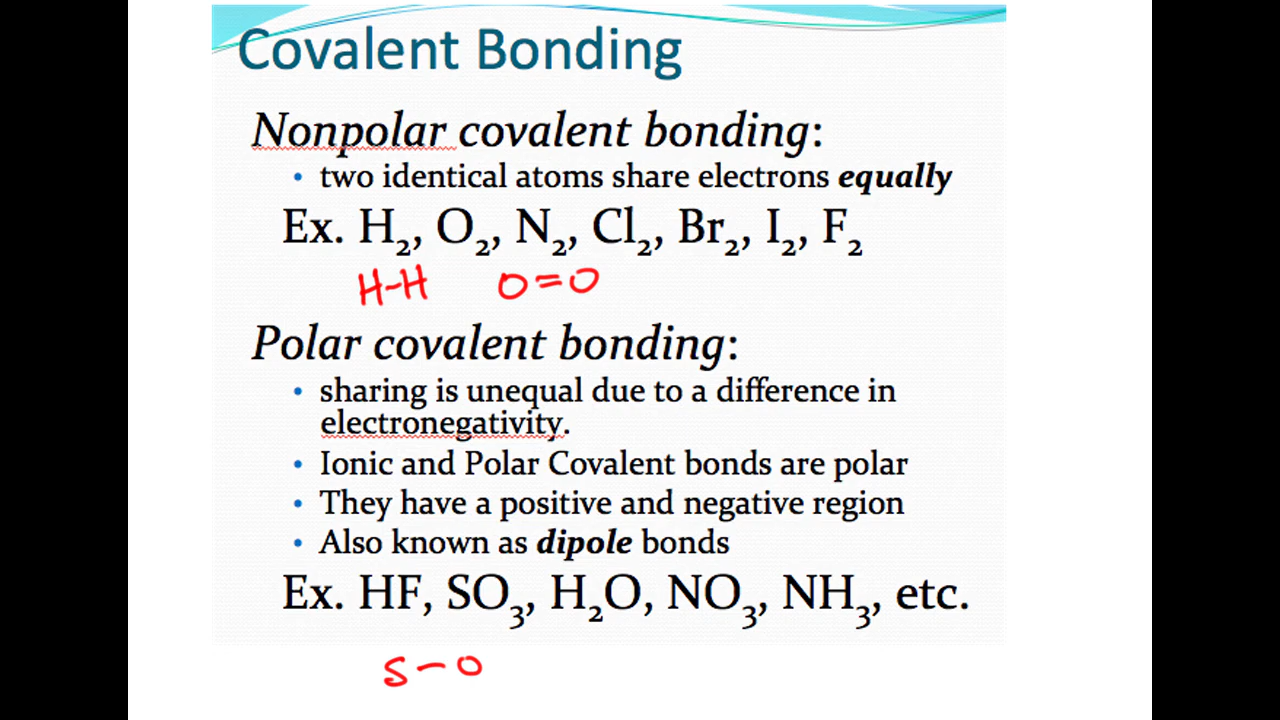 Covalent Bonding
Nonpolar covalent bonding:
• two identical atoms share electrons equally
Ex. H₂, O₂, N₂, Cl₂, Br₂, I₂, F₂
H-H O=O
Polar covalent bonding:
• sharing is unequal due to a difference in
electronegativity.
• Ionic and Polar Covalent bonds are polar
• They have a positive and negative region
• Also known as dipole bonds
Ex. HF, SO₃, H₂O, NO₃, NH₃, etc.
S-O